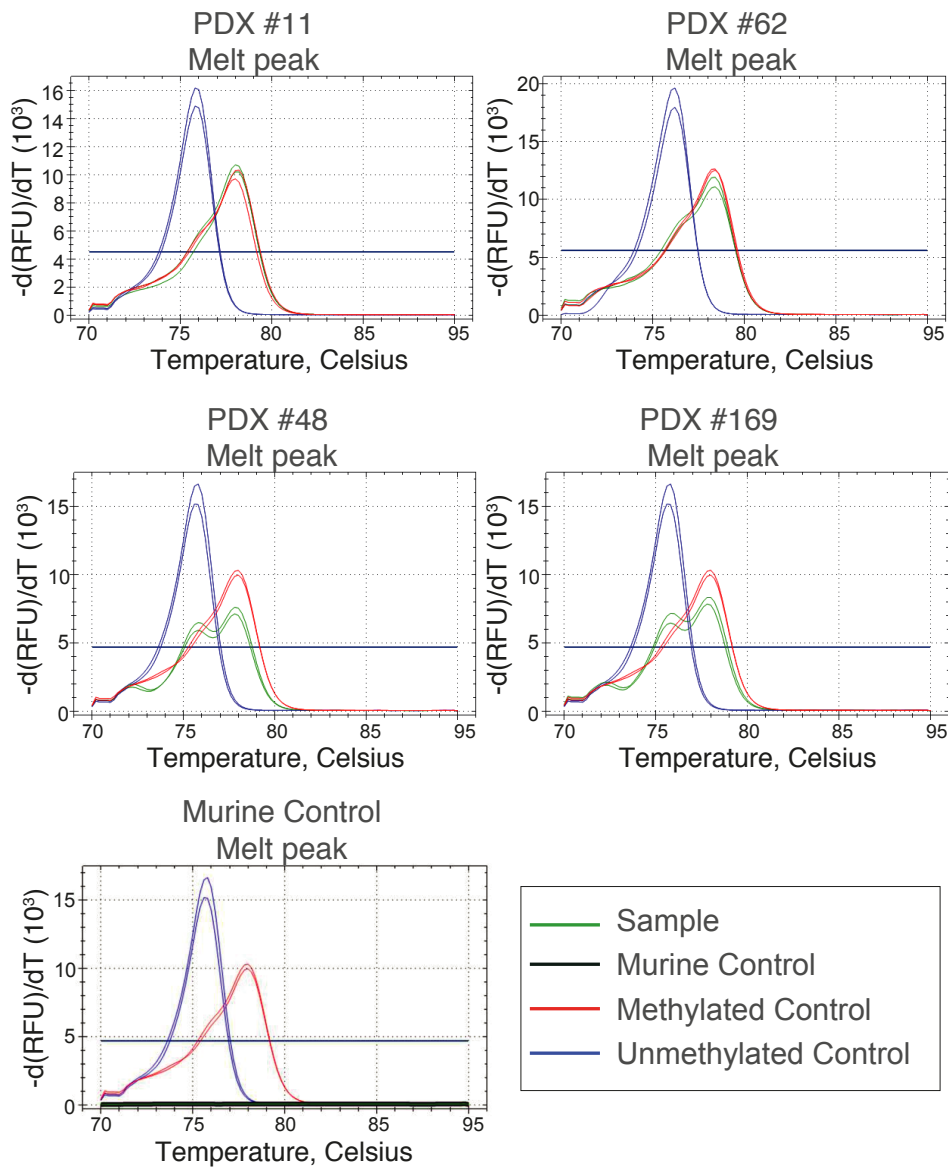 PDX #11
Melt peak
-d(RFU)/dT (10³)
16
14
12
10
8
6
4
2
0
70 75 80 85 90 95
Temperature, Celsius
PDX #62
Melt peak
-d(RFU)/dT (10³)
20
15
10
5
0
70 75 80 85 90 95
Temperature, Celsius
PDX #48
Melt peak
-d(RFU)/dT (10³)
15
10
5
0
70 75 80 85 90 95
Temperature, Celsius
PDX #169
Melt peak
-d(RFU)/dT (10³)
15
10
5
0
70 75 80 85 90 95
Temperature, Celsius
Murine Control
Melt peak
-d(RFU)/dT (10³)
15
10
5
0
70 75 80 85 90 95
Temperature, Celsius
Sample
Murine Control
Methylated Control
Unmethylated Control